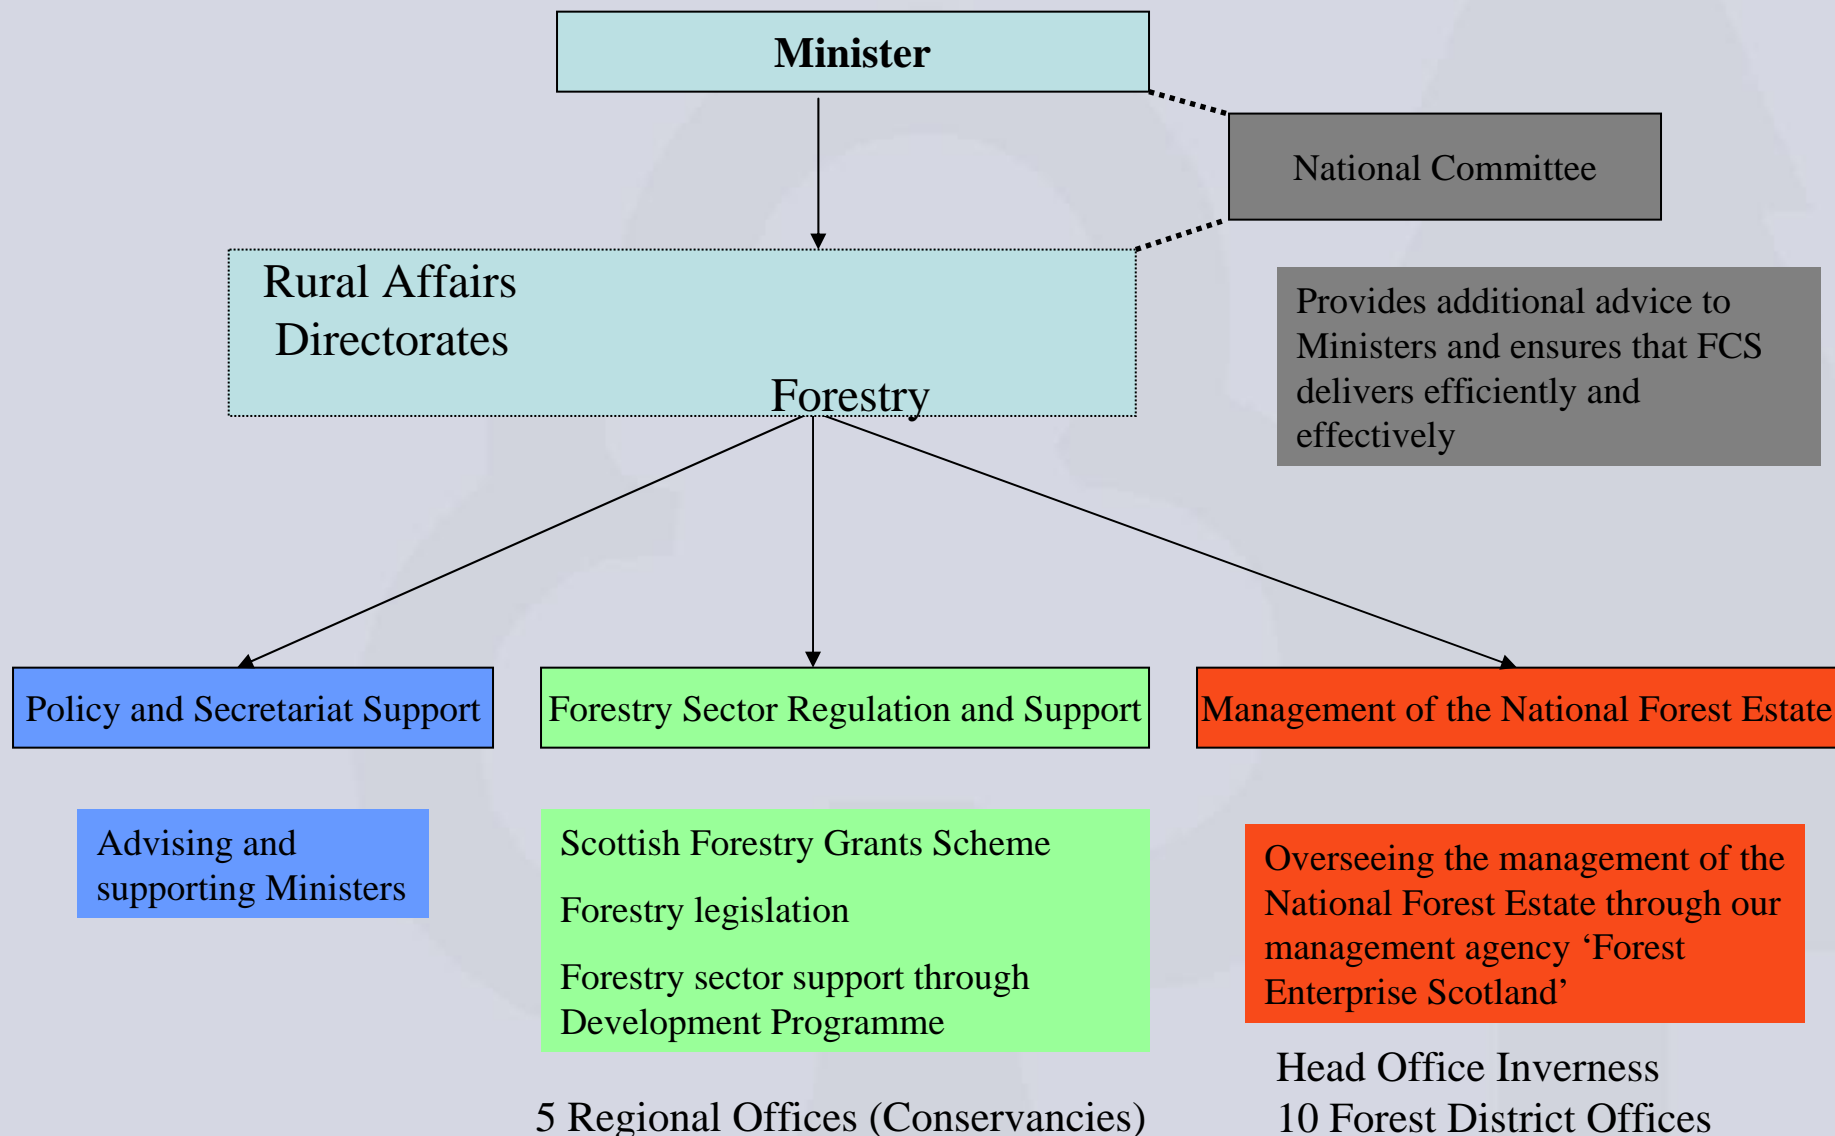 Minister
National Committee
Rural Affairs
Directorates
Forestry
Provides additional advice to
Ministers and ensures that FCS
delivers efficiently and
effectively
Policy and Secretariat Support
Forestry Sector Regulation and Support
Management of the National Forest Estate
Advising and
supporting Ministers
Scottish Forestry Grants Scheme
Forestry legislation
Forestry sector support through
Development Programme
Overseeing the management of the
National Forest Estate through our
management agency ‘Forest
Enterprise Scotland’
5 Regional Offices (Conservancies)
Head Office Inverness
10 Forest District Offices